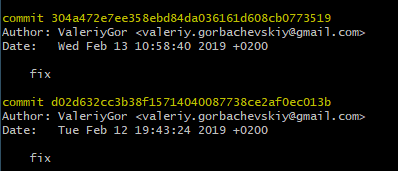 commit 304a472e7ee358ebd84da036161d608cb0773519
Author: ValeriyGor <valeriy.gorbachevskiy@gmail.com>
Date:   Wed Feb 13 10:58:40 2019 +0200
fix
commit d02d632cc3b38f15714040087738ce2af0ec013b
Author: ValeriyGor <valeriy.gorbachevskiy@gmail.com>
Date:   Tue Feb 12 19:43:24 2019 +0200
fix